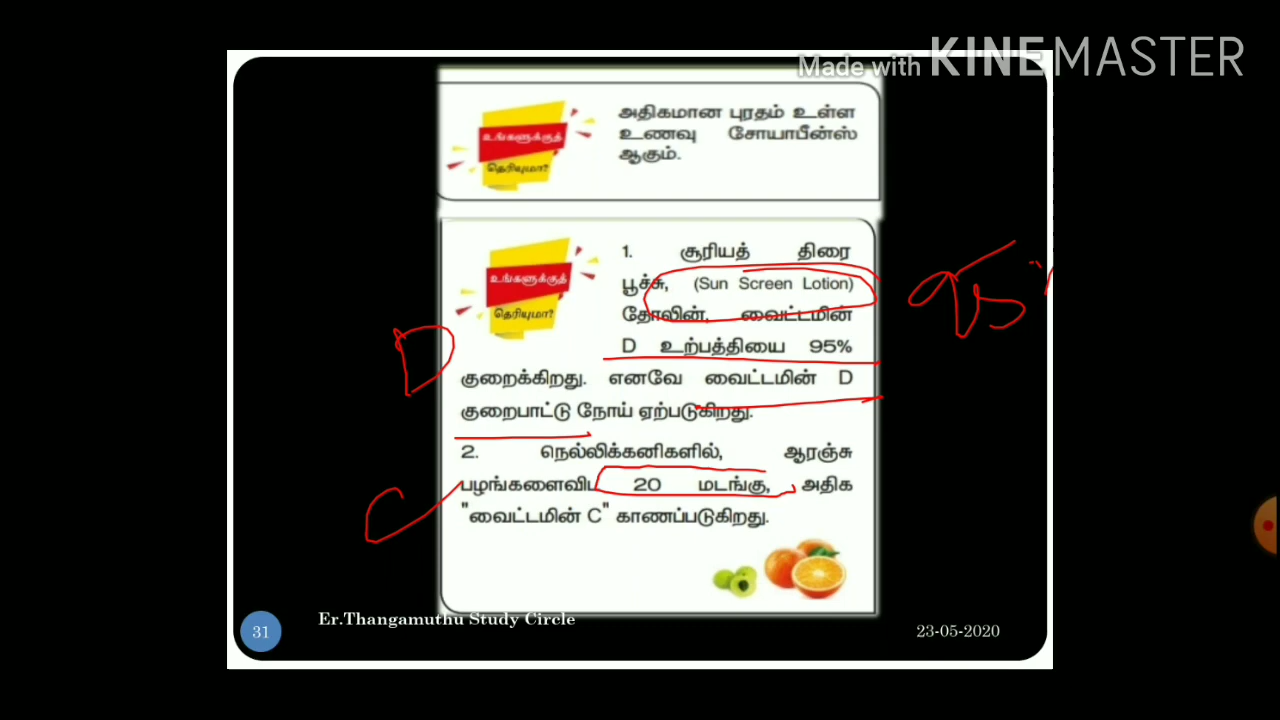 Made with KINEMASTER
உங்களுக்குத்
தெரியுமா?
அதிகமான புரதம் உள்ள
உணவு சோயாபீன்ஸ்
ஆகும்.
உங்களுக்குத்
தெரியுமா?
1. சூரியத் திரை
பூச்சு, (Sun Screen Lotion)
தோலின், வைட்டமின்
D உற்பத்தியை 95%
குறைக்கிறது. எனவே வைட்டமின் D
குறைபாட்டு நோய் ஏற்படுகிறது.
2. நெல்லிக்கனிகளில், ஆரஞ்சு
பழங்களைவிட 20 மடங்கு, அதிக
"வைட்டமின் C" காணப்படுகிறது.
D
C
95%
31
Er.Thangamuthu Study Circle
23-05-2020